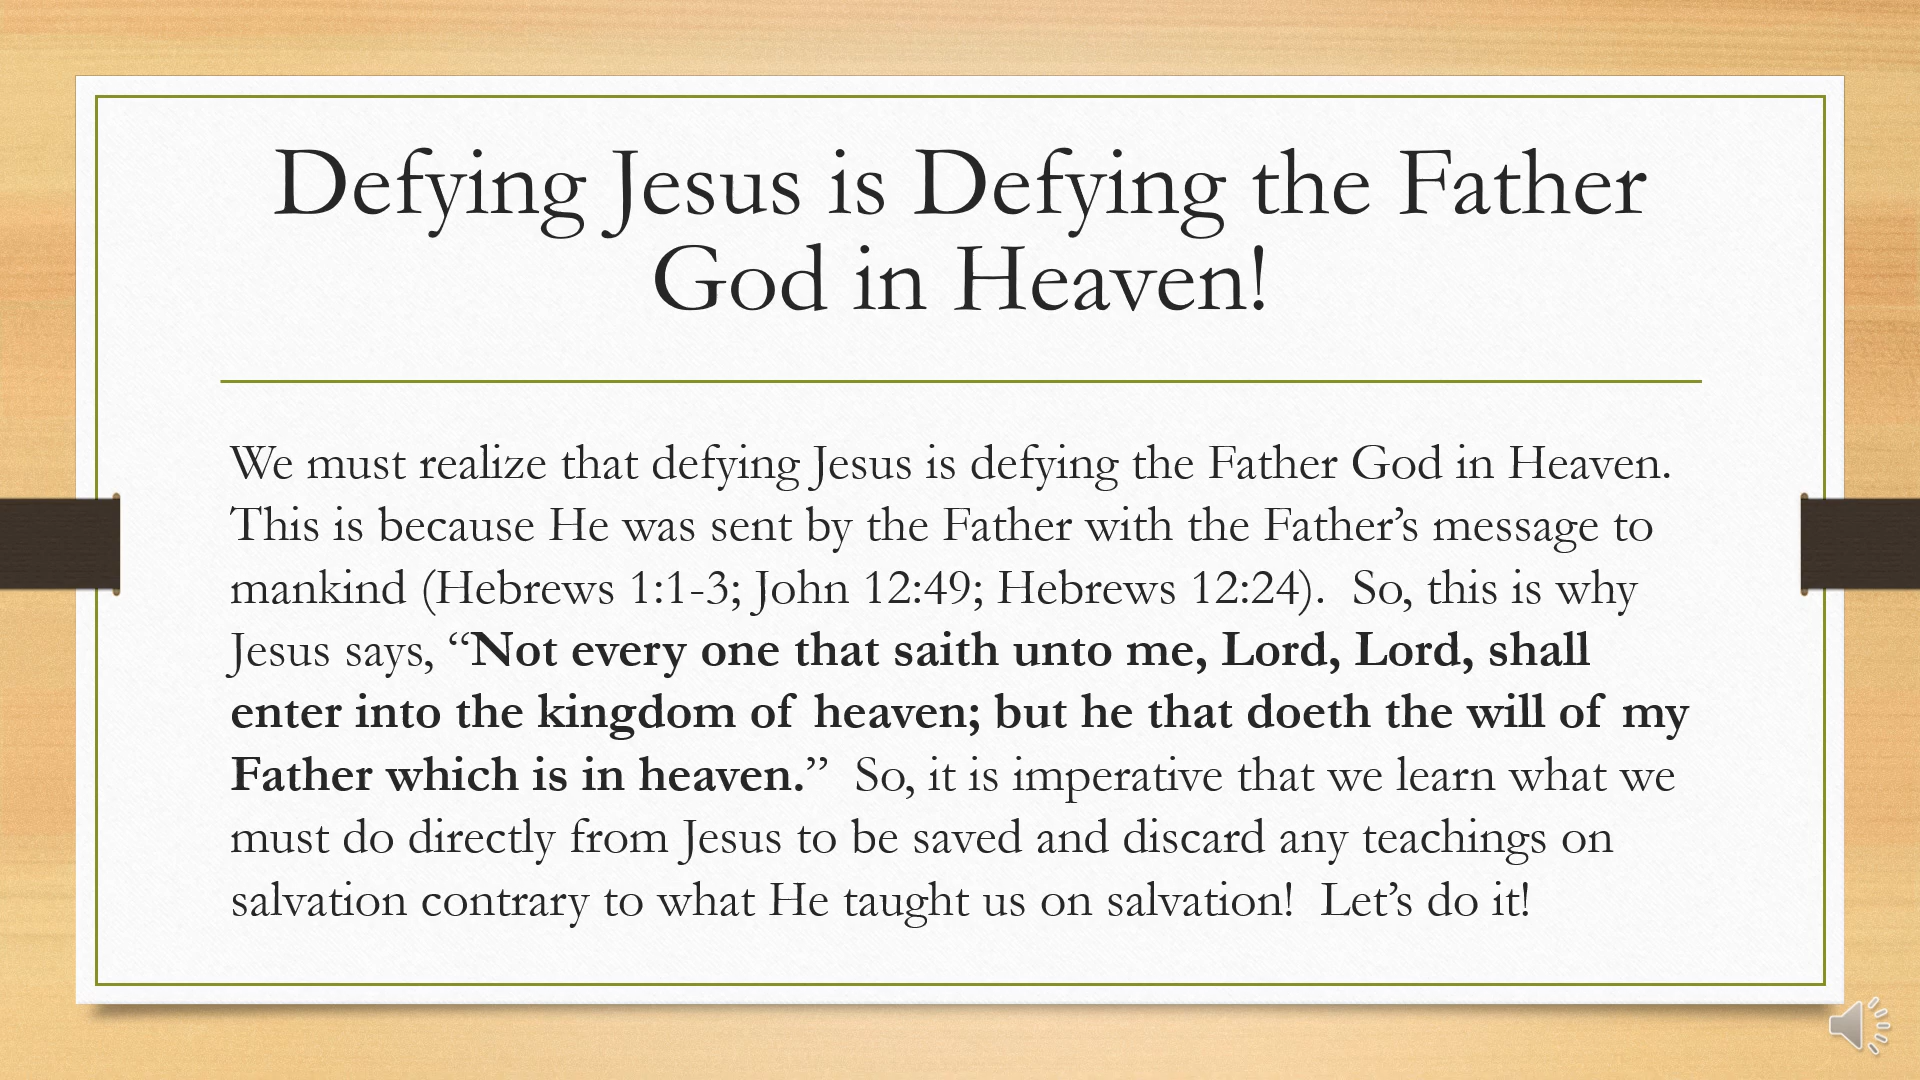 Defying Jesus is Defying the Father
God in Heaven!
We must realize that defying Jesus is defying the Father God in Heaven.
This is because He was sent by the Father with the Father’s message to
mankind (Hebrews 1:1-3; John 12:49; Hebrews 12:24).  So, this is why
Jesus says, “Not every one that saith unto me, Lord, Lord, shall
enter into the kingdom of heaven; but he that doeth the will of my
Father which is in heaven.”  So, it is imperative that we learn what we
must do directly from Jesus to be saved and discard any teachings on
salvation contrary to what He taught us on salvation!  Let’s do it!